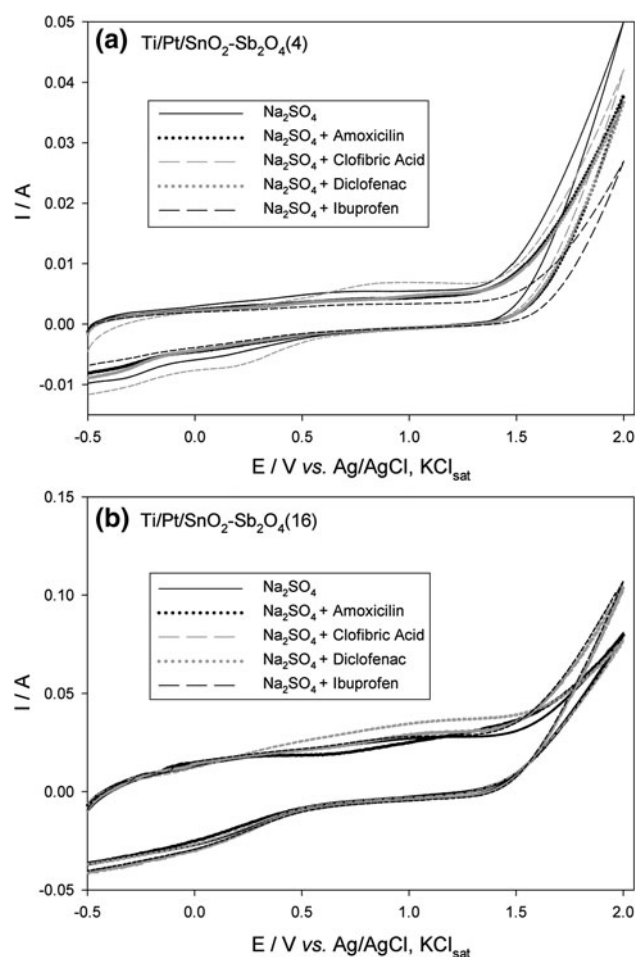 (a) Ti/Pt/SnO₂-Sb₂O₄(4)
0.05
0.04
0.03
0.02
0.01
0.00
-0.01
I / A
Na₂SO₄
Na₂SO₄ + Amoxicilin
Na₂SO₄ + Clofibric Acid
Na₂SO₄ + Diclofenac
Na₂SO₄ + Ibuprofen
-0.5 0.0 0.5 1.0 1.5 2.0
E / V vs. Ag/AgCl, KCl_sat
(b) Ti/Pt/SnO₂-Sb₂O₄(16)
0.15
0.10
0.05
0.00
-0.05
I / A
Na₂SO₄
Na₂SO₄ + Amoxicilin
Na₂SO₄ + Clofibric Acid
Na₂SO₄ + Diclofenac
Na₂SO₄ + Ibuprofen
-0.5 0.0 0.5 1.0 1.5 2.0
E / V vs. Ag/AgCl, KCl_sat